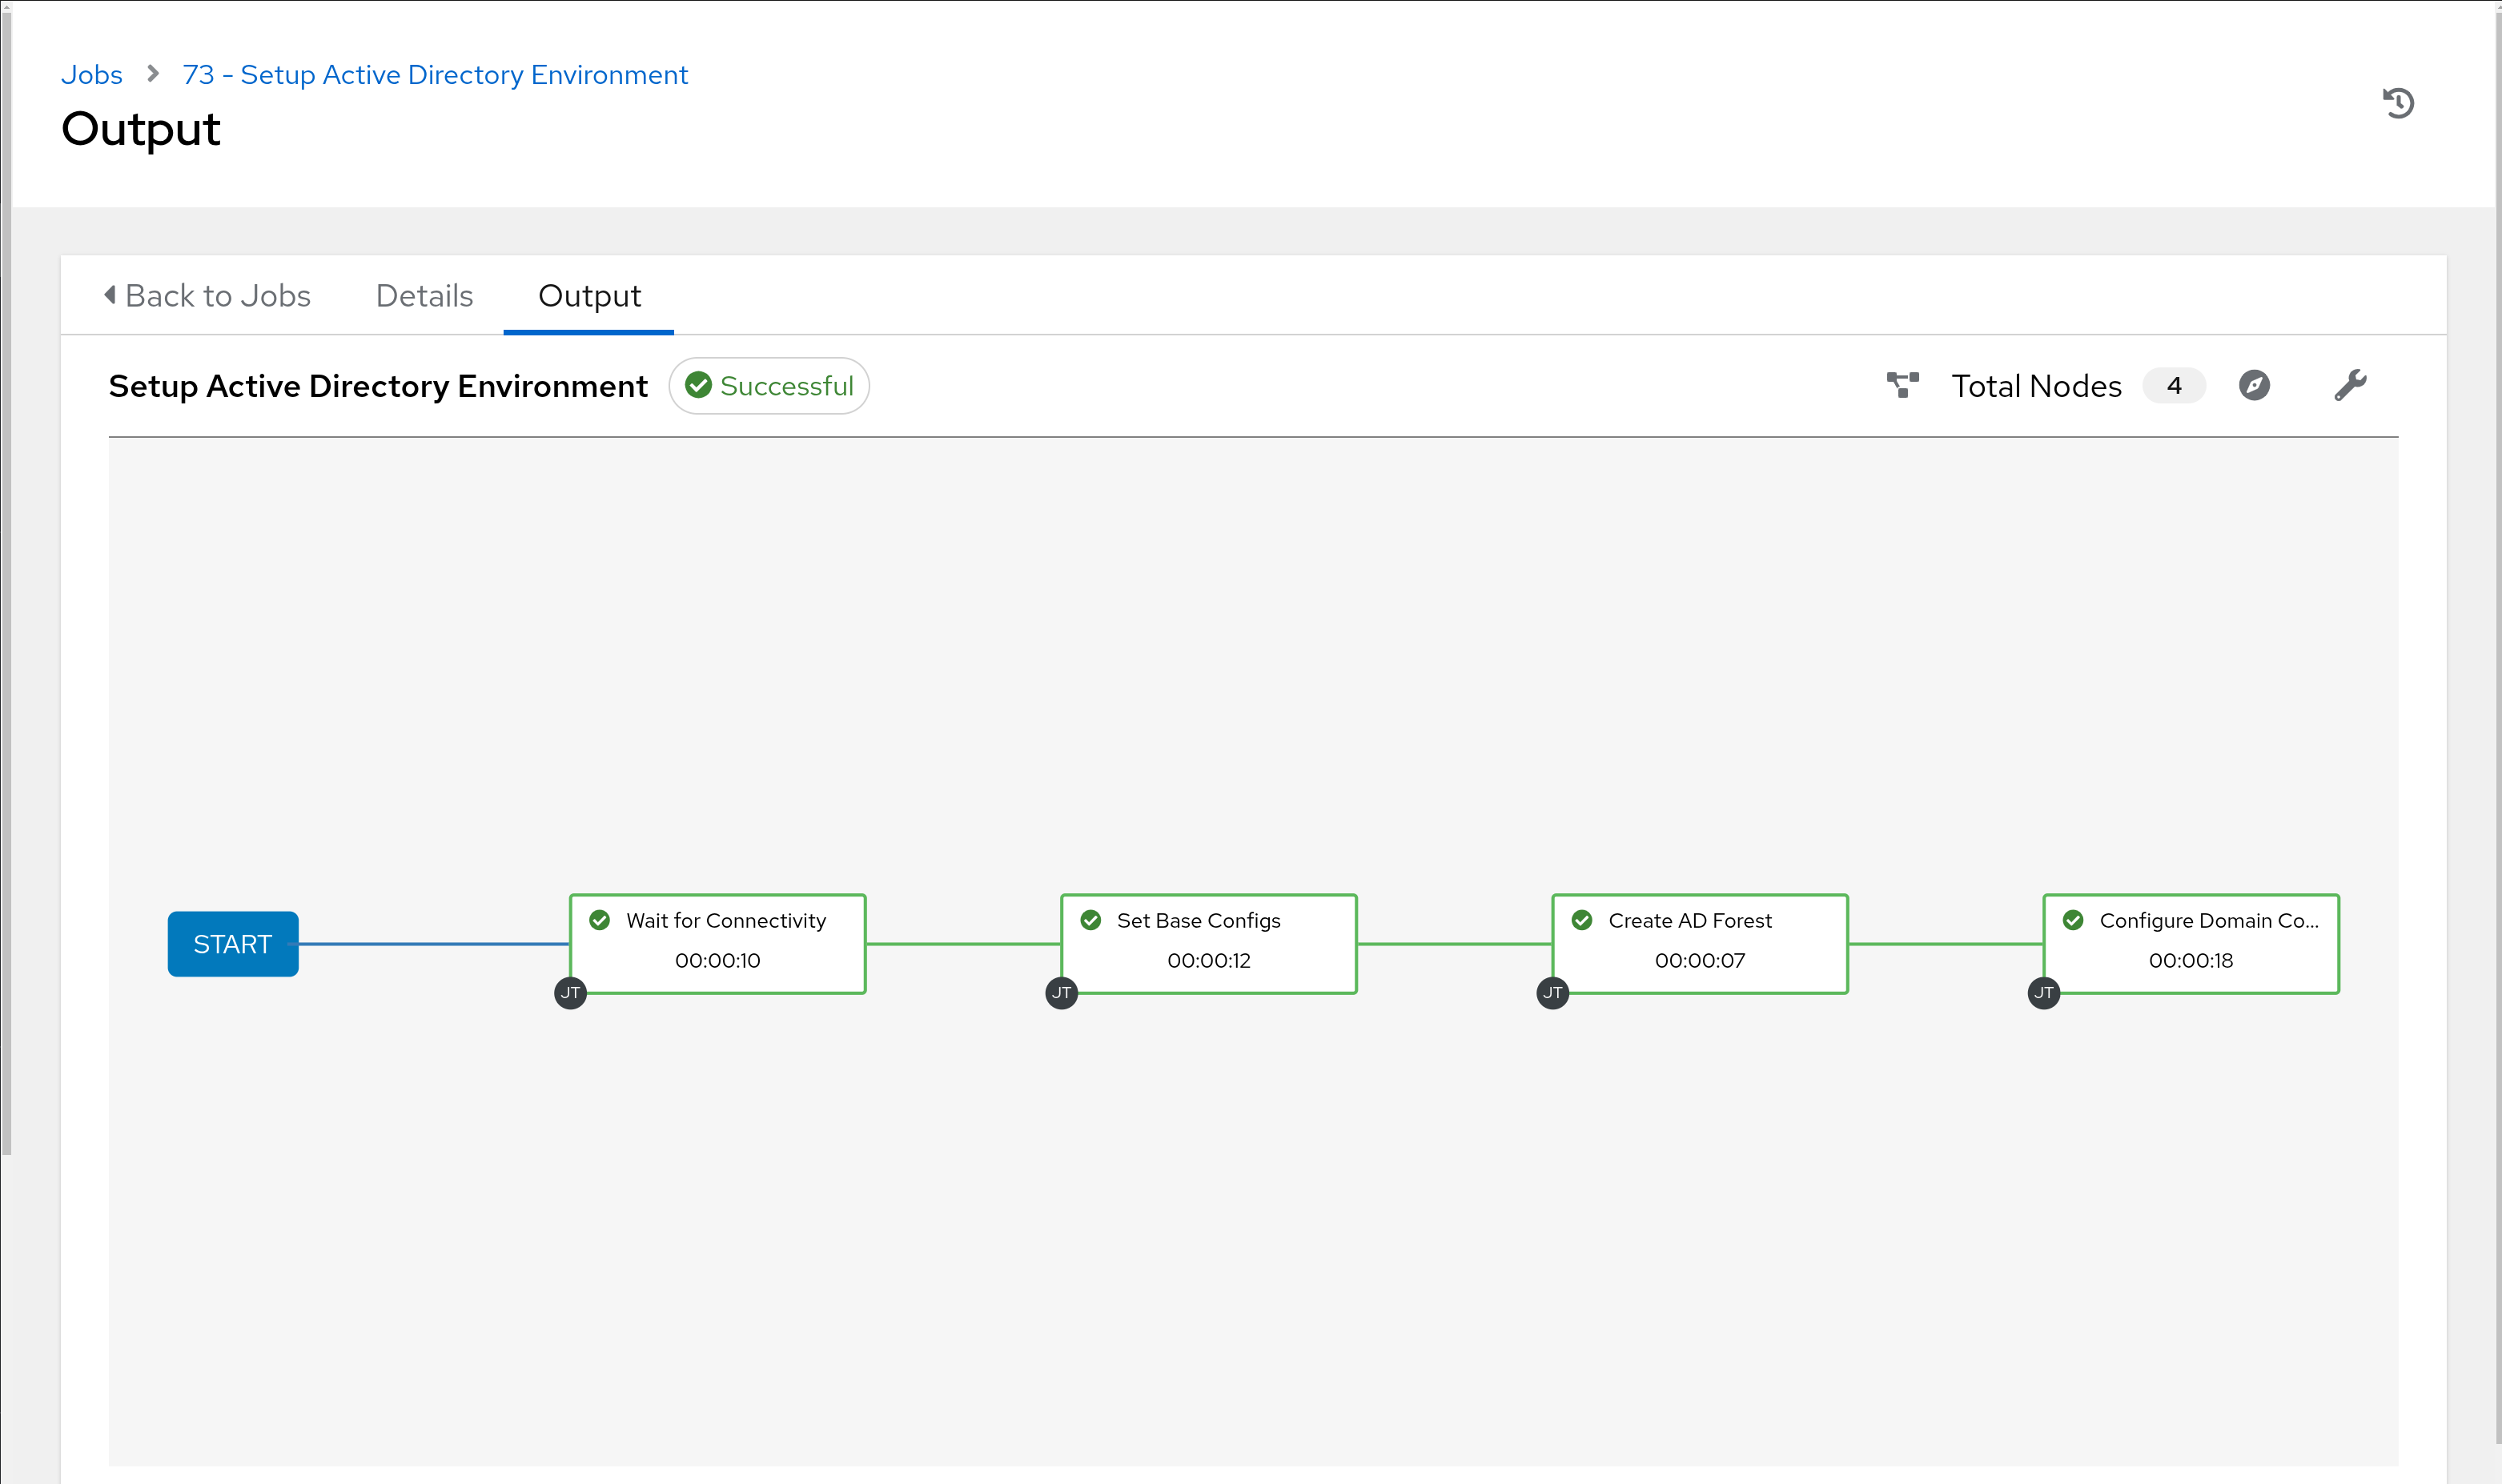 Jobs 73 - Setup Active Directory Environment
Output
Back to Jobs Details Output
Setup Active Directory Environment Successful Total Nodes 4
START
Wait for Connectivity
00:00:10
JT
Set Base Configs
00:00:12
JT
Create AD Forest
00:00:07
JT
Configure Domain Co...
00:00:18
JT